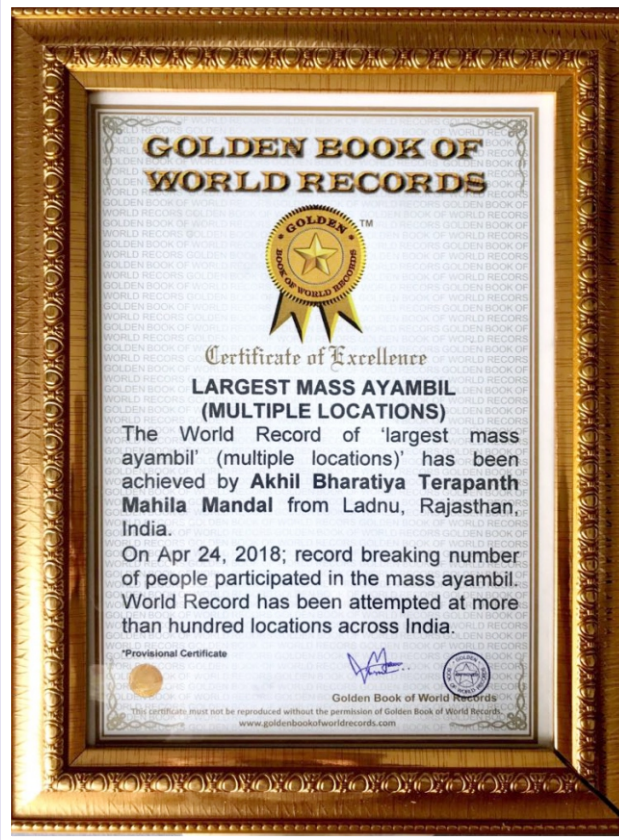 GOLDEN BOOK OF
WORLD RECORDS
GOLDEN
BOOK OF WORLD RECORDS
TM
Certificate of Excellence
LARGEST MASS AYAMBIL
(MULTIPLE LOCATIONS)
The World Record of ‘largest mass
ayambil’ (multiple locations)’ has been
achieved by Akhil Bharatiya Terapanth
Mahila Mandal from Ladnu, Rajasthan,
India.
On Apr 24, 2018; record breaking number
of people participated in the mass ayambil.
World Record has been attempted at more
than hundred locations across India.
*Provisional Certificate
Golden Book of World Records
This certificate must not be reproduced without the permission of Golden Book of World Records.
www.goldenbookofworldrecords.com